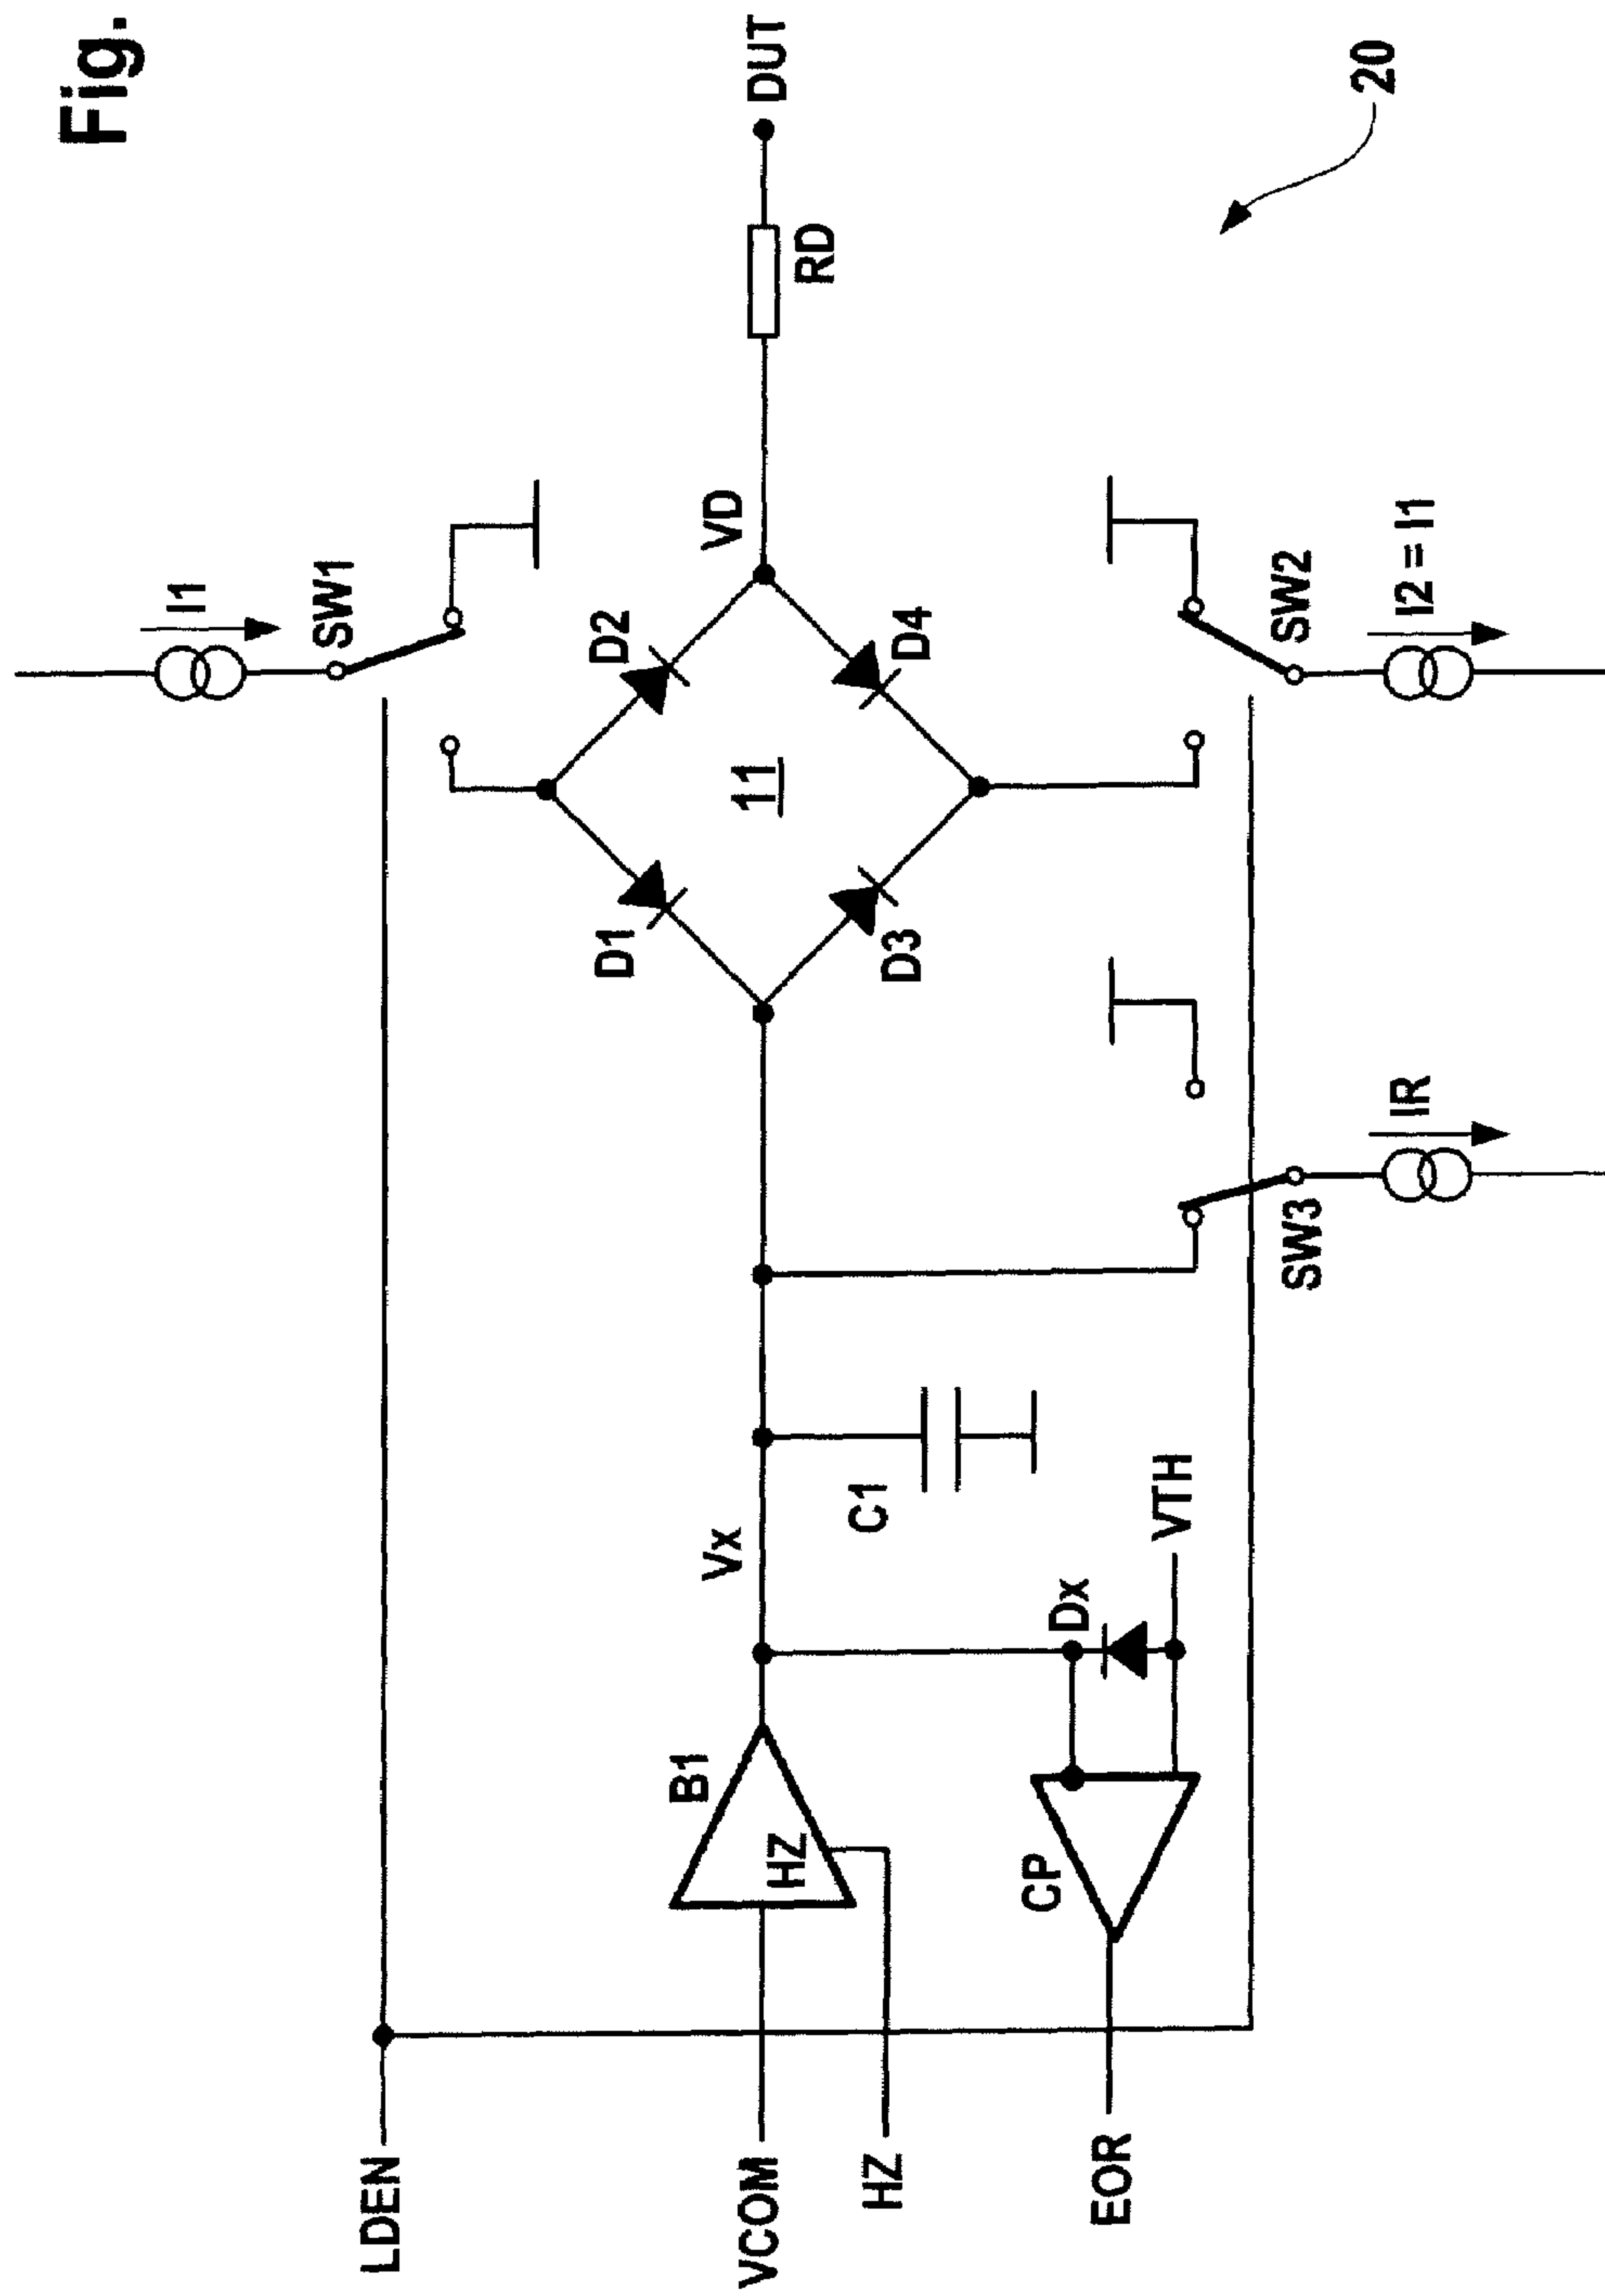 Fig.
I1
SW1
LDEN
D2
VD
DUT
RD
D1
11
D4
D3
B1
HZ
Vx
VCOM
HZ
C1
CP
Dx
VTH
EOR
SW2
SW3
I2 = I1
IR
20